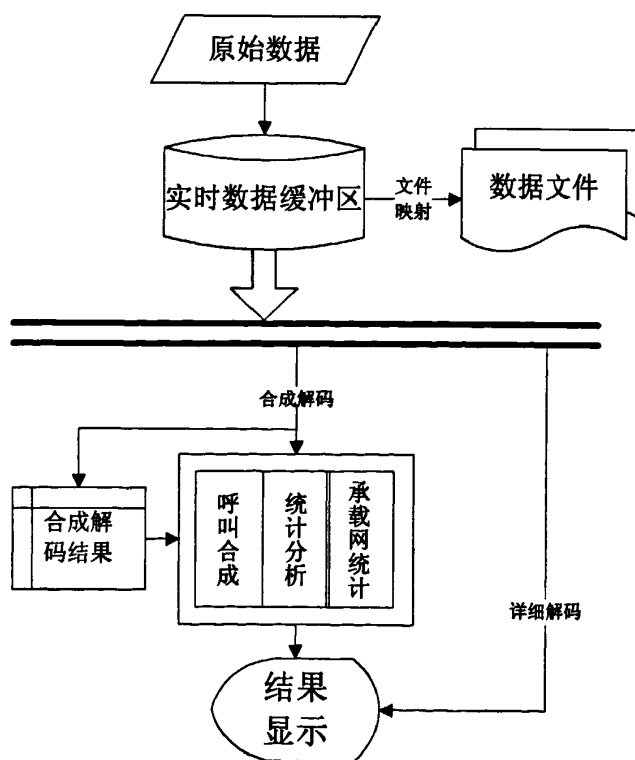 原始数据
实时数据缓冲区
文件
映射
数据文件
合成解码
合成解
码结果
呼叫合成
统计分析
承载网统计
详细解码
结果
显示